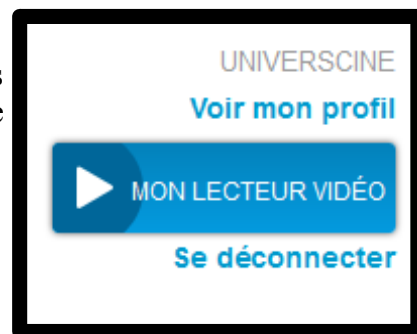 UNIVERSCINE
Voir mon profil
MON LECTEUR VIDÉO
Se déconnecter